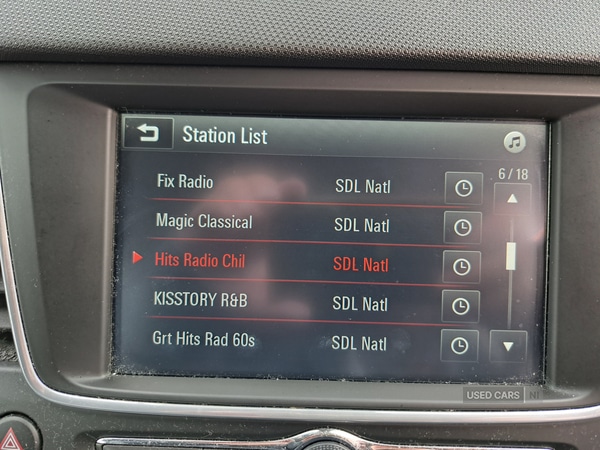 Station List
6/18
Fix Radio SDL Natl
Magic Classical SDL Natl
Hits Radio Chil SDL Natl
KISSTORY R&B SDL Natl
Grt Hits Rad 60s SDL Natl
USED CARS NI